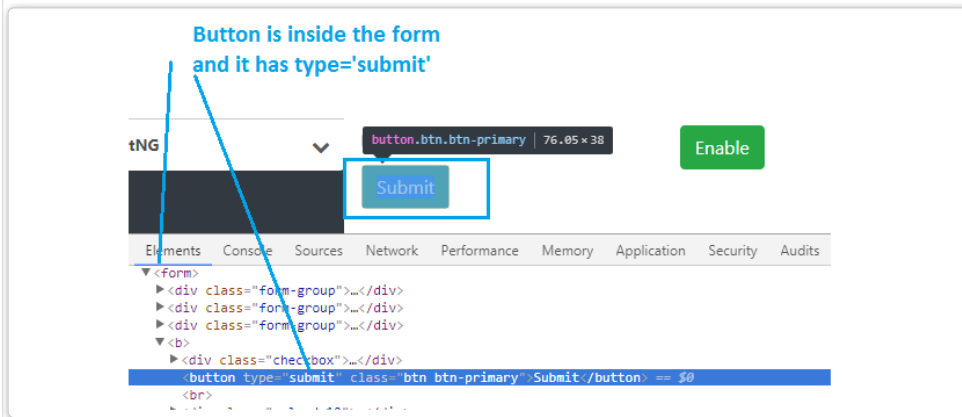 Button is inside the form
and it has type='submit'
tNG
button.btn.btn-primary | 76.05 × 38
Enable
Submit
Elements Console Sources Network Performance Memory Application Security Audits
▼<form>
▶<div class="form-group">…</div>
▶<div class="form-group">…</div>
▶<div class="form-group">…</div>
▼<b>
▶<div class="checkbox">…</div>
<button type="submit" class="btn btn-primary">Submit</button> == $0
<br>